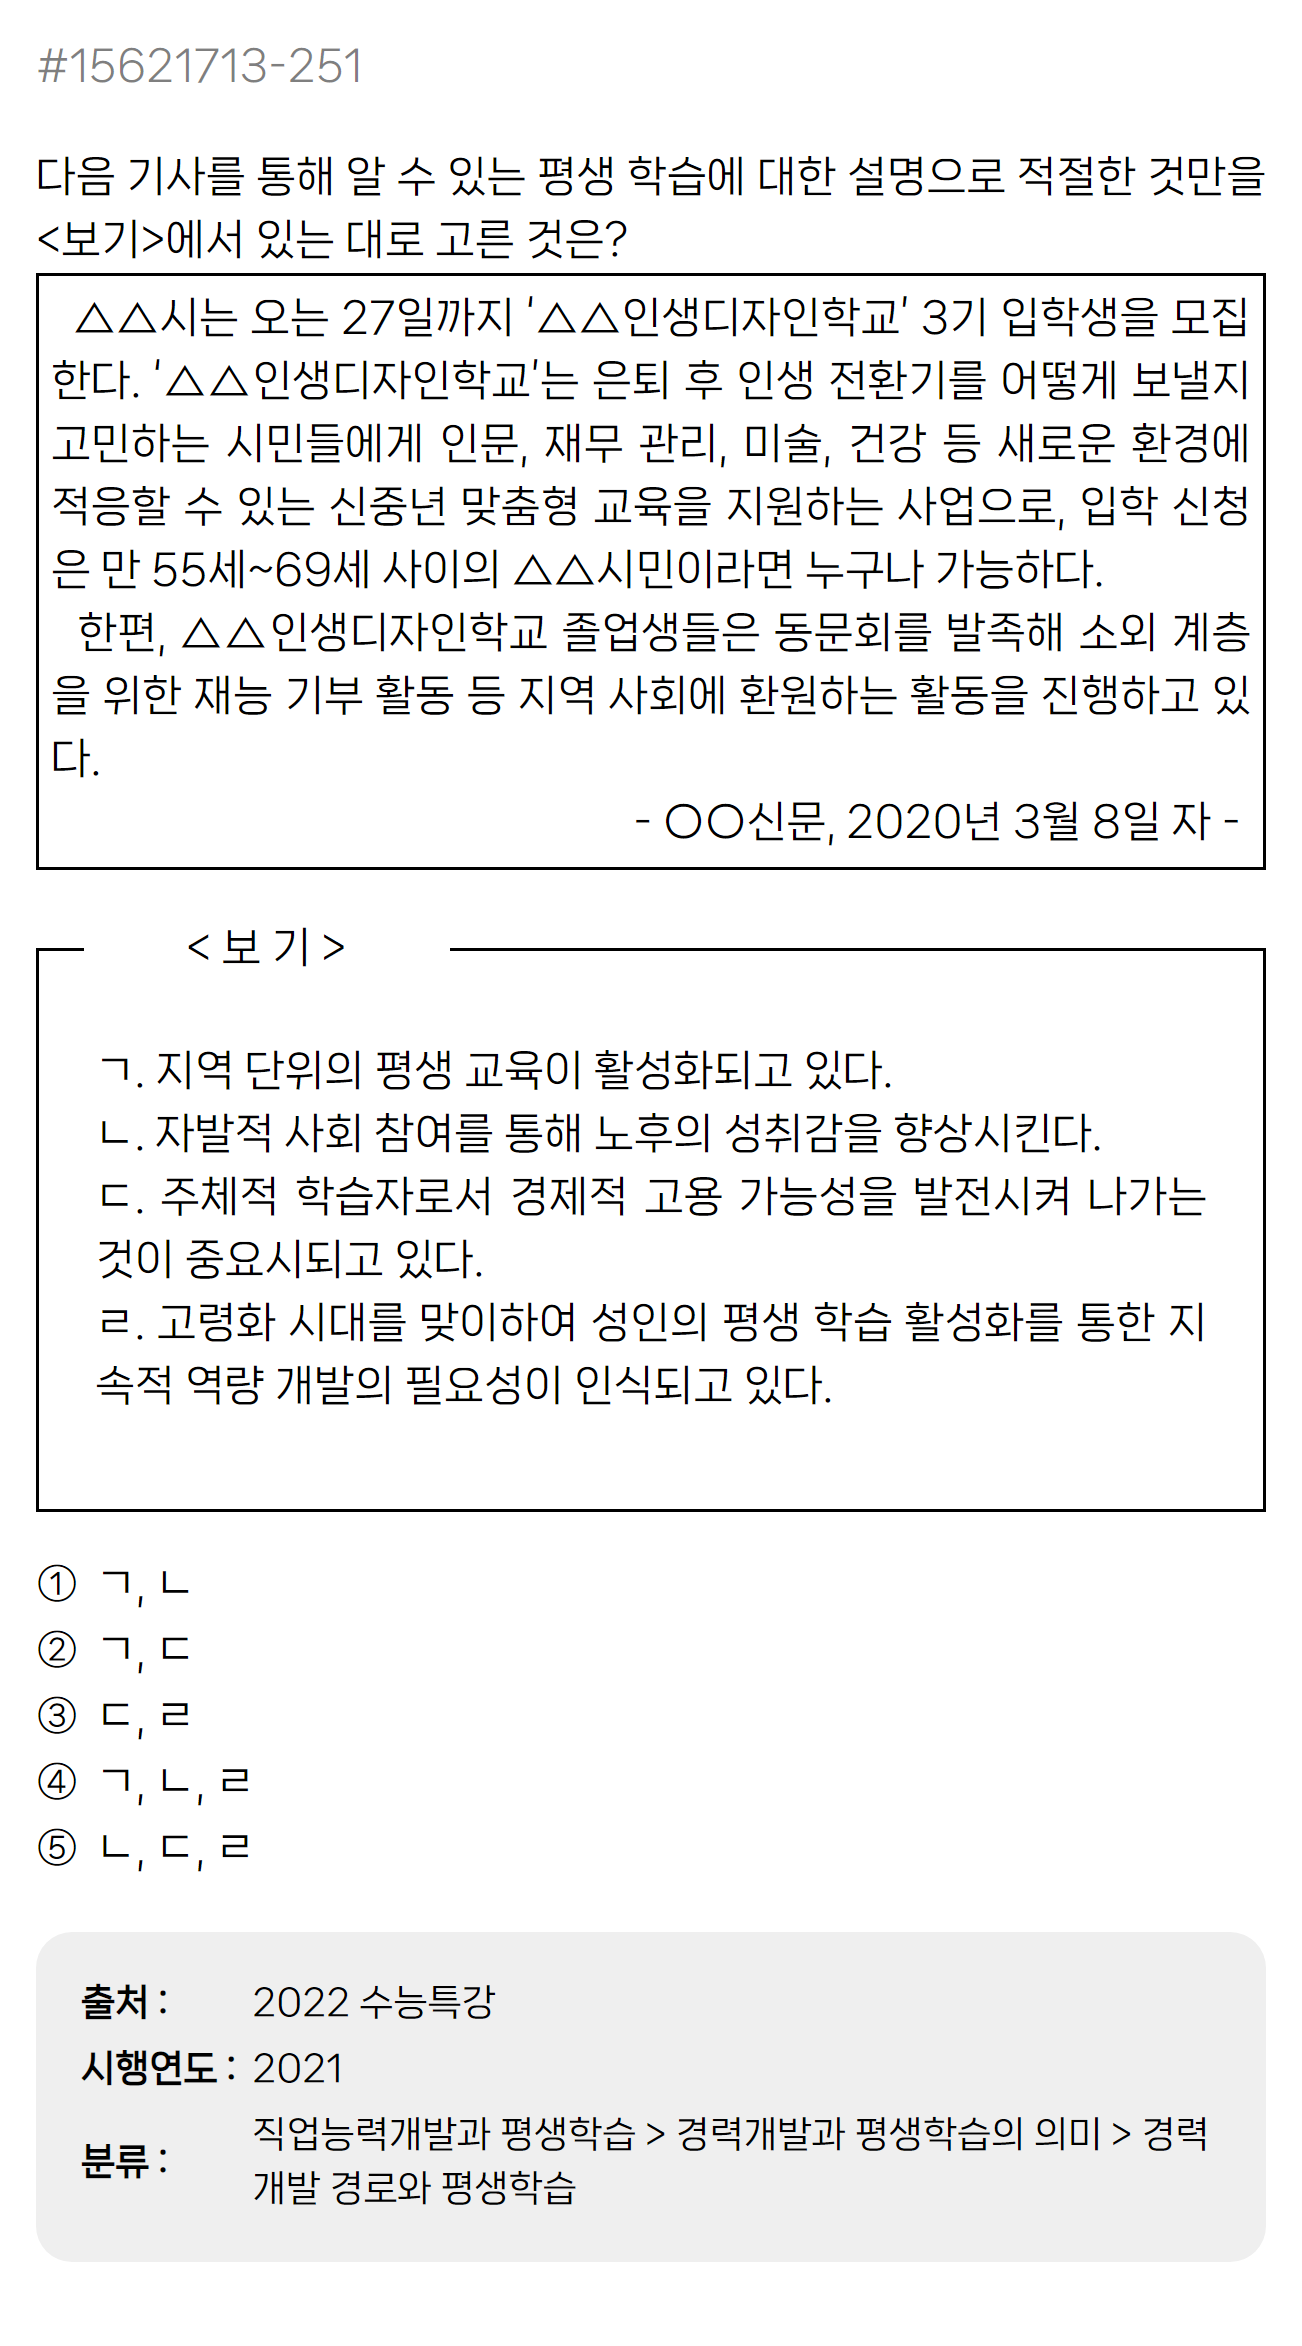 #15621713-251
다음 기사를 통해 알 수 있는 평생 학습에 대한 설명으로 적절한 것만을
<보기>에서 있는 대로 고른 것은?
△△시는 오는 27일까지 '△△인생디자인학교' 3기 입학생을 모집
한다. '△△인생디자인학교'는 은퇴 후 인생 전환기를 어떻게 보낼지
고민하는 시민들에게 인문, 재무 관리, 미술, 건강 등 새로운 환경에
적응할 수 있는 신중년 맞춤형 교육을 지원하는 사업으로, 입학 신청
은 만 55세~69세 사이의 △△시민이라면 누구나 가능하다.
한편, △△인생디자인학교 졸업생들은 동문회를 발족해 소외 계층
을 위한 재능 기부 활동 등 지역 사회에 환원하는 활동을 진행하고 있
다.
- ○○신문, 2020년 3월 8일 자 -
< 보 기 >
ㄱ. 지역 단위의 평생 교육이 활성화되고 있다.
ㄴ. 자발적 사회 참여를 통해 노후의 성취감을 향상시킨다.
ㄷ. 주체적 학습자로서 경제적 고용 가능성을 발전시켜 나가는
것이 중요시되고 있다.
ㄹ. 고령화 시대를 맞이하여 성인의 평생 학습 활성화를 통한 지
속적 역량 개발의 필요성이 인식되고 있다.
① ㄱ, ㄴ
② ㄱ, ㄷ
③ ㄷ, ㄹ
④ ㄱ, ㄴ, ㄹ
⑤ ㄴ, ㄷ, ㄹ
출처 : 2022 수능특강
시행연도 : 2021
분류 : 직업능력개발과 평생학습 > 경력개발과 평생학습의 의미 > 경력
개발 경로와 평생학습